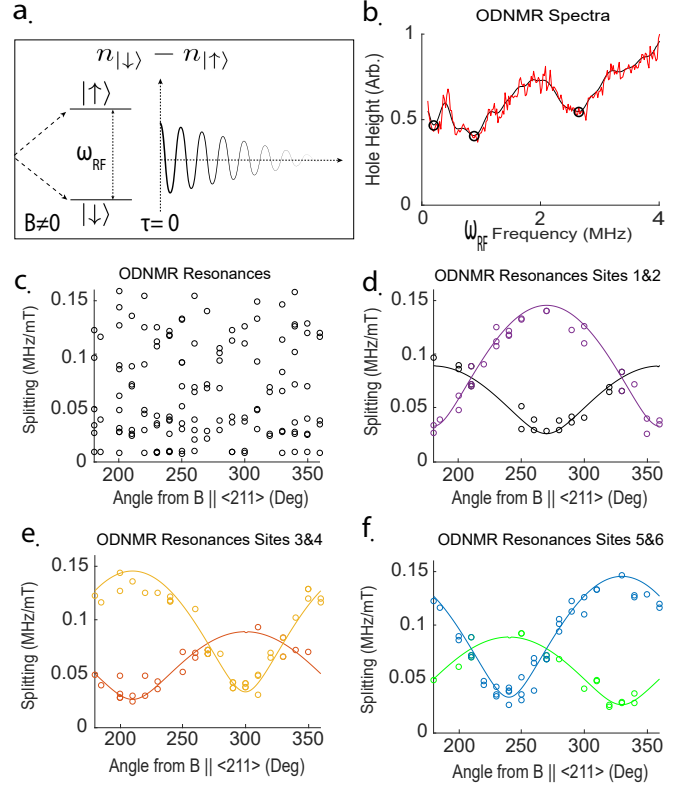 a.
n|↓⟩ − n|↑⟩
|↑⟩
ω_RF
|↓⟩
B≠0
τ= 0
b.
ODNMR Spectra
Hole Height (Arb.)
1
0.5
0
0
2
4
ω_RF Frequency (MHz)
c.
ODNMR Resonances
Splitting (MHz/mT)
0.15
0.1
0.05
0
200
250
300
350
Angle from B || <211> (Deg)
d.
ODNMR Resonances Sites 1&2
Splitting (MHz/mT)
0.15
0.1
0.05
0
200
250
300
350
Angle from B || <211> (Deg)
e.
ODNMR Resonances Sites 3&4
Splitting (MHz/mT)
0.15
0.1
0.05
0
200
250
300
350
Angle from B || <211> (Deg)
f.
ODNMR Resonances Sites 5&6
Splitting (MHz/mT)
0.15
0.1
0.05
0
200
250
300
350
Angle from B || <211> (Deg)